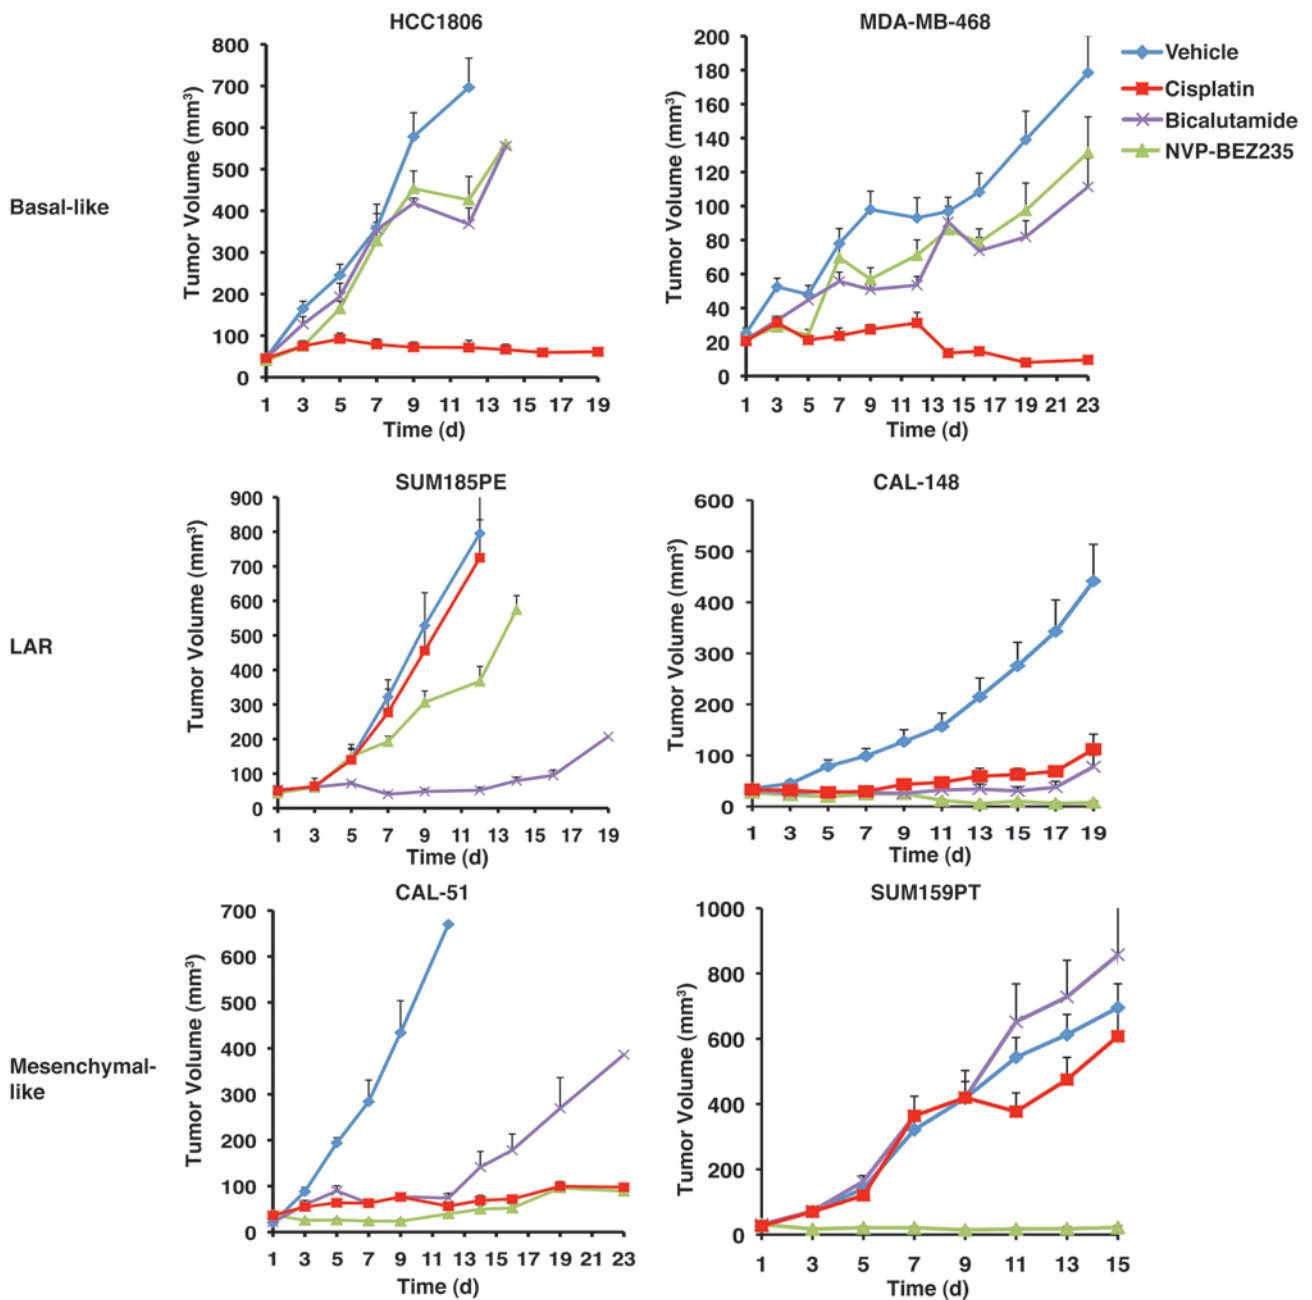 HCC1806
800
700
600
500
400
300
200
100
0
Tumor Volume (mm³)
1 3 5 7 9 11 13 15 17 19
Time (d)
MDA-MB-468
200
180
160
140
120
100
80
60
40
20
0
Tumor Volume (mm³)
1 3 5 7 9 11 13 15 17 19 21 23
Time (d)
Vehicle
Cisplatin
Bicalutamide
NVP-BEZ235
Basal-like
SUM185PE
900
800
700
600
500
400
300
200
100
0
Tumor Volume (mm³)
1 3 5 7 9 11 13 15 17 19
Time (d)
CAL-148
600
500
400
300
200
100
0
Tumor Volume (mm³)
1 3 5 7 9 11 13 15 17 19
Time (d)
LAR
CAL-51
700
600
500
400
300
200
100
0
Tumor Volume (mm³)
1 3 5 7 9 11 13 15 17 19 21 23
Time (d)
SUM159PT
1000
800
600
400
200
0
Tumor Volume (mm³)
1 3 5 7 9 11 13 15
Time (d)
Mesenchymal-
like